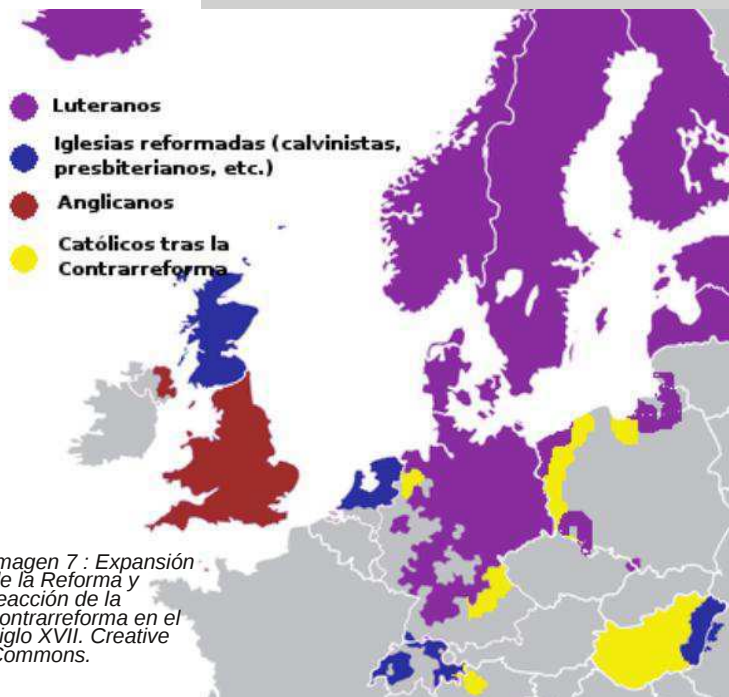 Luteranos
Iglesias reformadas (calvinistas,
presbiterianos, etc.)
Anglicanos
Católicos tras la
Contrarreforma
magen 7 : Expansión
e la Reforma y
eacción de la
ontrarreforma en el
iglo XVII. Creative
ommons.